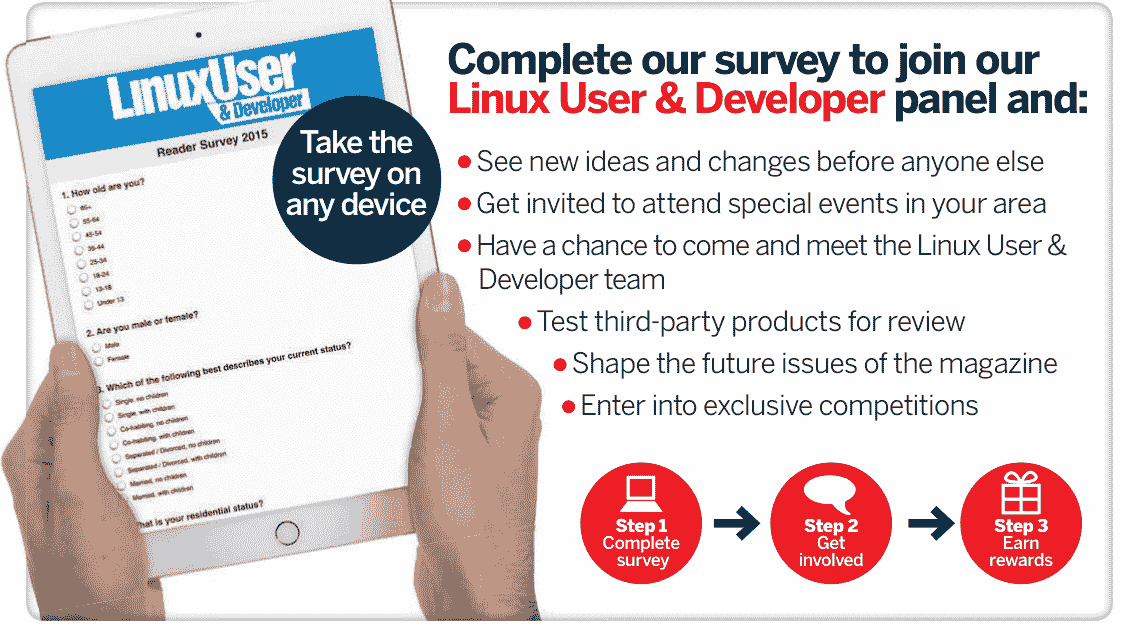 LinuxUser
& Developer
Reader Survey 2015
1. How old are you?
65+
55-64
45-54
35-44
25-34
18-24
13-18
Under 13
2. Are you male or female?
Male
Female
3. Which of the following best describes your current status?
Single, no children
Single, with children
Co-habiting, no children
Co-habiting, with children
Separated / Divorced, no children
Separated / Divorced, with children
Married, no children
Married, with children
hat is your residential status?
Take the
survey on
any device
Complete our survey to join our
Linux User & Developer panel and:
• See new ideas and changes before anyone else
• Get invited to attend special events in your area
• Have a chance to come and meet the Linux User &
Developer team
• Test third-party products for review
• Shape the future issues of the magazine
• Enter into exclusive competitions
Step 1
Complete
survey
Step 2
Get
involved
Step 3
Earn
rewards